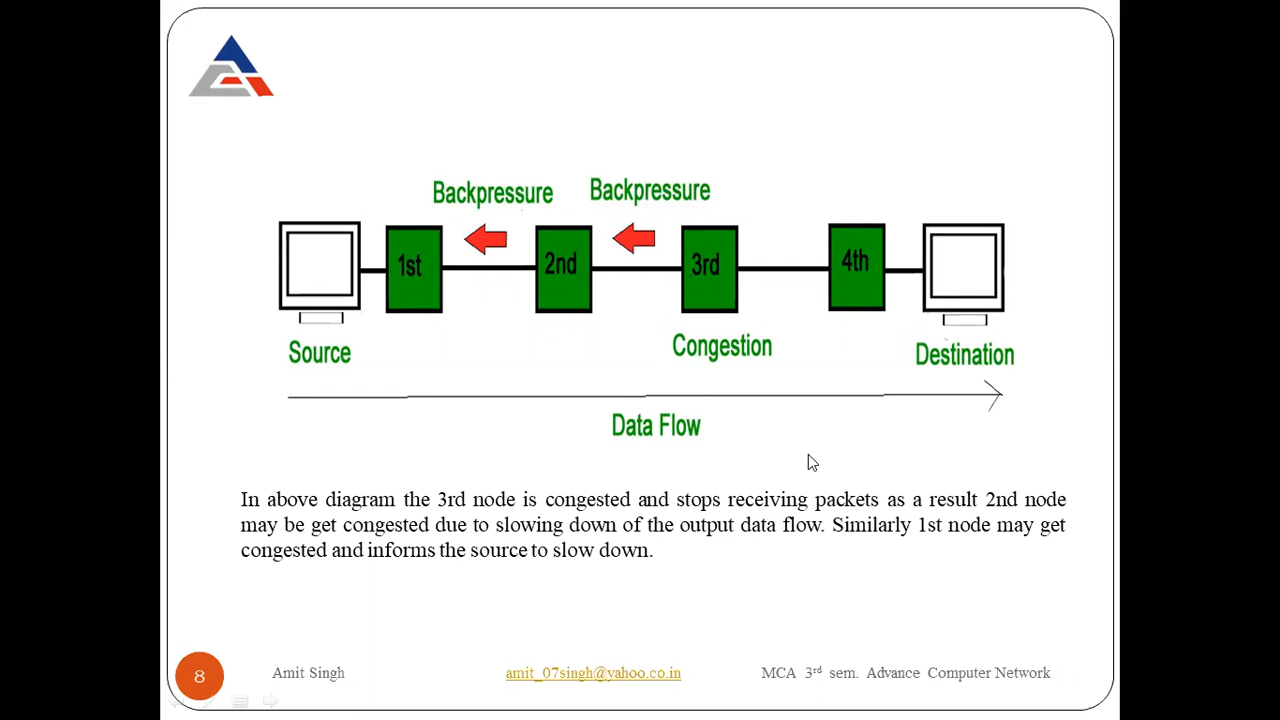 Backpressure Backpressure
1st 2nd 3rd 4th
Source Congestion Destination
Data Flow
In above diagram the 3rd node is congested and stops receiving packets as a result 2nd node
may be get congested due to slowing down of the output data flow. Similarly 1st node may get
congested and informs the source to slow down.
8 Amit Singh amit_07singh@yahoo.co.in MCA 3rd sem. Advance Computer Network